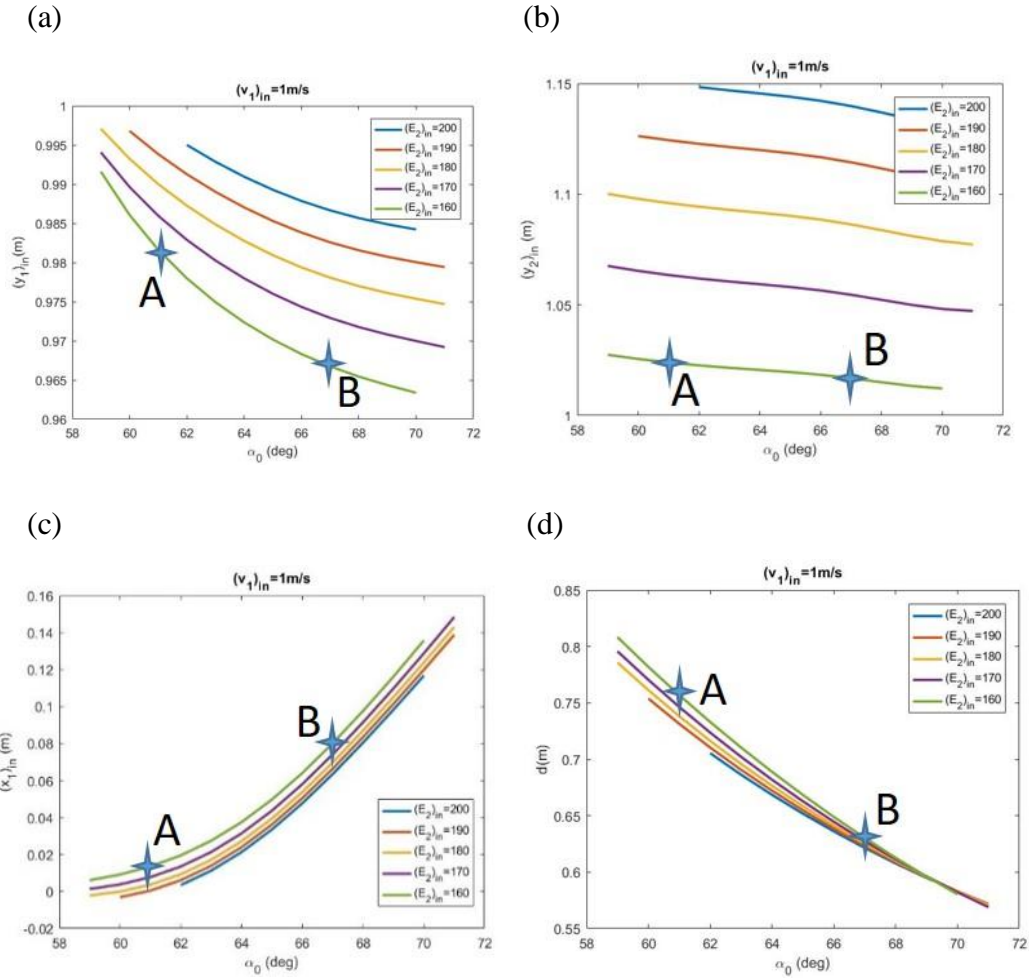 (a)
(v₁)ᵢₙ=1m/s
1
0.995
0.99
0.985
0.98
0.975
0.97
0.965
0.96
(y₁)ᵢₙ(m)
(E₂)ᵢₙ=200
(E₂)ᵢₙ=190
(E₂)ᵢₙ=180
(E₂)ᵢₙ=170
(E₂)ᵢₙ=160
A
B
58 60 62 64 66 68 70 72
α₀ (deg)
(b)
(v₁)ᵢₙ=1m/s
1.15
1.1
1.05
1
(y₂)ᵢₙ (m)
(E₂)ᵢₙ=200
(E₂)ᵢₙ=190
(E₂)ᵢₙ=180
(E₂)ᵢₙ=170
(E₂)ᵢₙ=160
A
B
58 60 62 64 66 68 70 72
α₀ (deg)
(c)
(v₁)ᵢₙ=1m/s
0.16
0.14
0.12
0.1
0.08
0.06
0.04
0.02
0
-0.02
(x₁)ᵢₙ (m)
B
A
(E₂)ᵢₙ=200
(E₂)ᵢₙ=190
(E₂)ᵢₙ=180
(E₂)ᵢₙ=170
(E₂)ᵢₙ=160
58 60 62 64 66 68 70 72
α₀ (deg)
(d)
(v₁)ᵢₙ=1m/s
0.85
0.8
0.75
0.7
0.65
0.6
0.55
d(m)
(E₂)ᵢₙ=200
(E₂)ᵢₙ=190
(E₂)ᵢₙ=180
(E₂)ᵢₙ=170
(E₂)ᵢₙ=160
A
B
58 60 62 64 66 68 70 72
α₀ (deg)